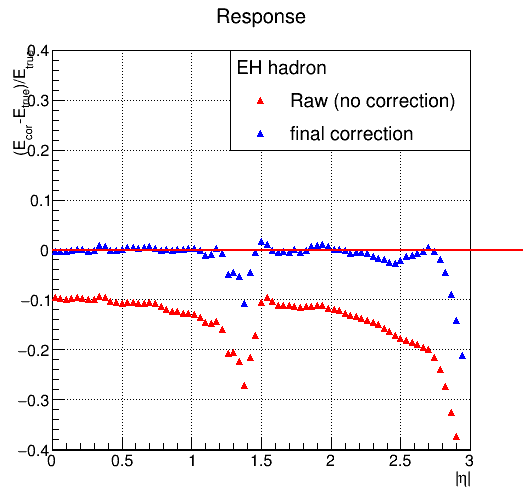 Response
(E_cor-E_true)/E_true
EH hadron
Raw (no correction)
final correction
0.4
0.3
0.2
0.1
0
−0.1
−0.2
−0.3
−0.4
0 0.5 1 1.5 2 2.5 3
|η|